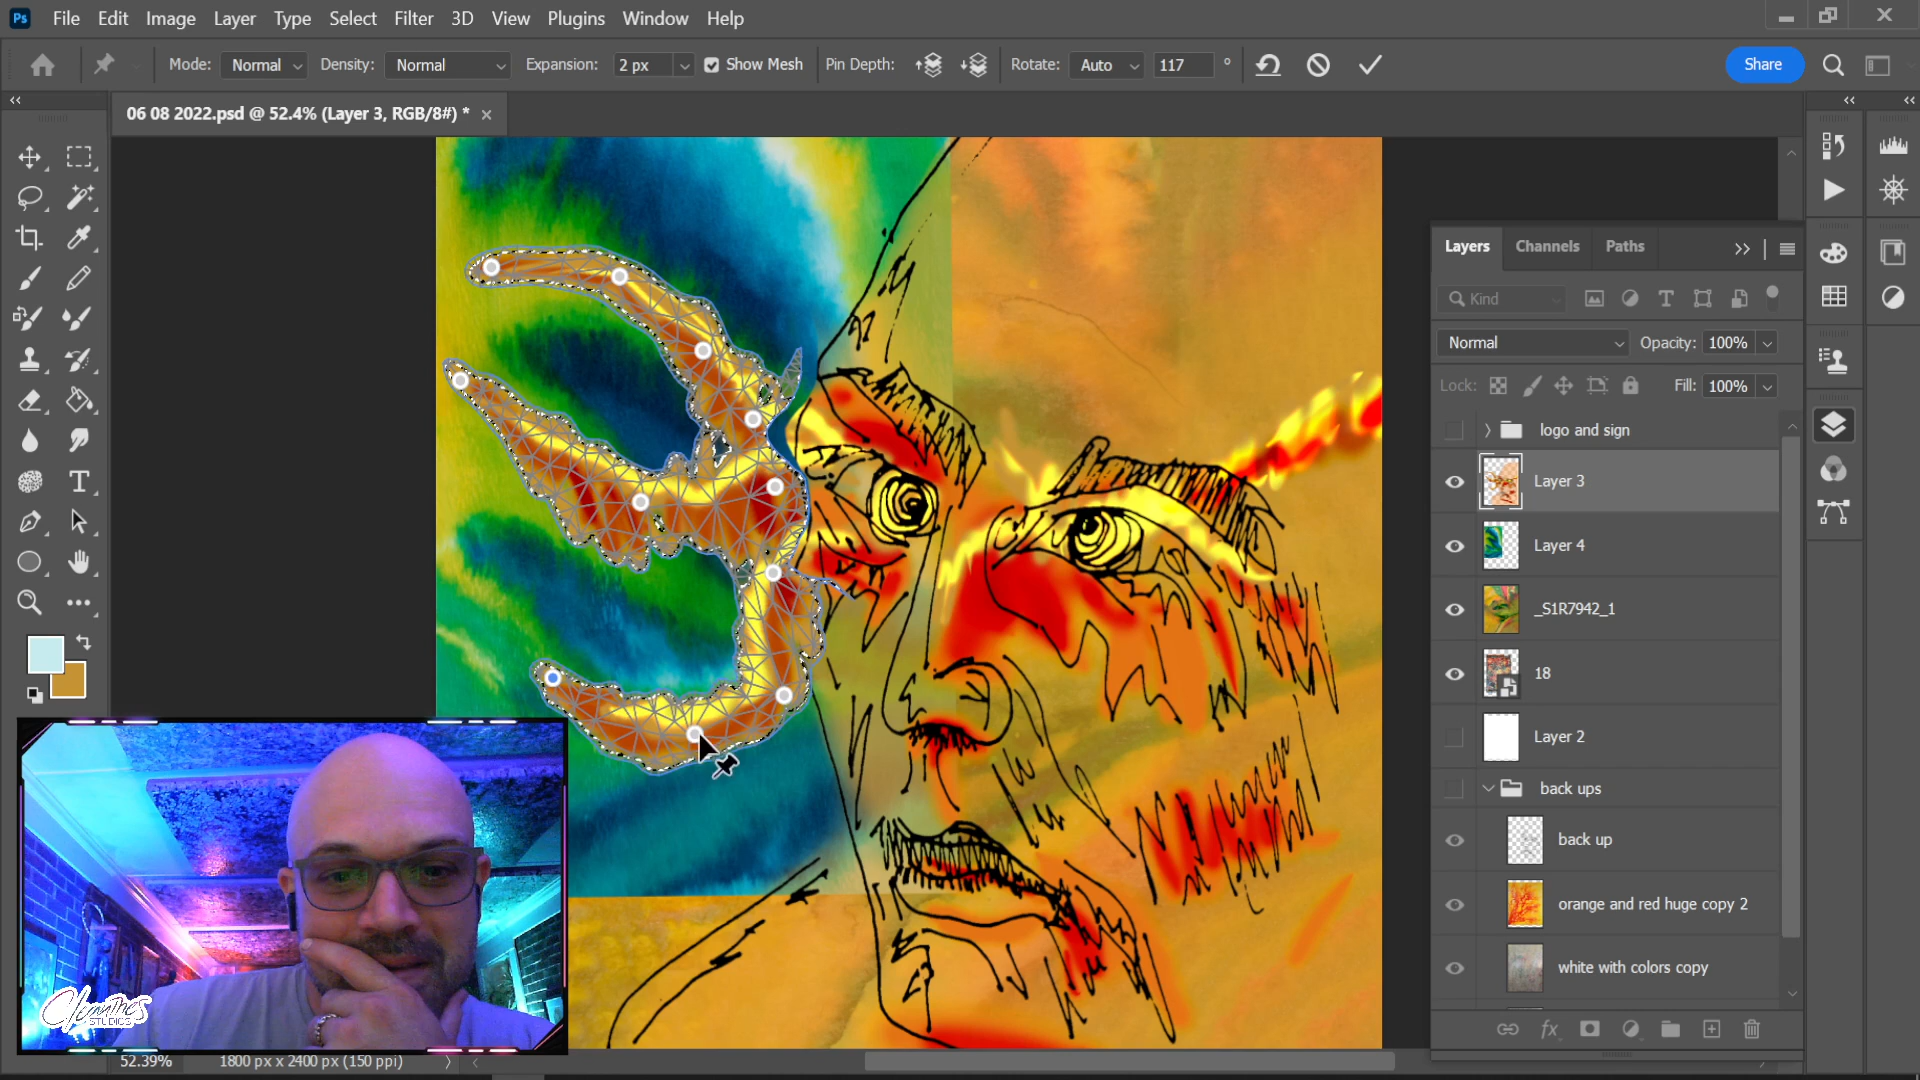 Ps File Edit Image Layer Type Select Filter 3D View Plugins Window Help
Mode: Normal Density: Normal Expansion: 2 px Show Mesh Pin Depth: Rotate: Auto 117 ° Share
06 08 2022.psd @ 52.4% (Layer 3, RGB/8#) *
Layers Channels Paths
Kind
Normal Opacity: 100%
Lock: Fill: 100%
logo and sign
Layer 3
Layer 4
_S1R7942_1
18
Layer 2
back ups
back up
orange and red huge copy 2
white with colors copy
fx
STUDIOS
52.39% 1800 px x 2400 px (150 ppi)